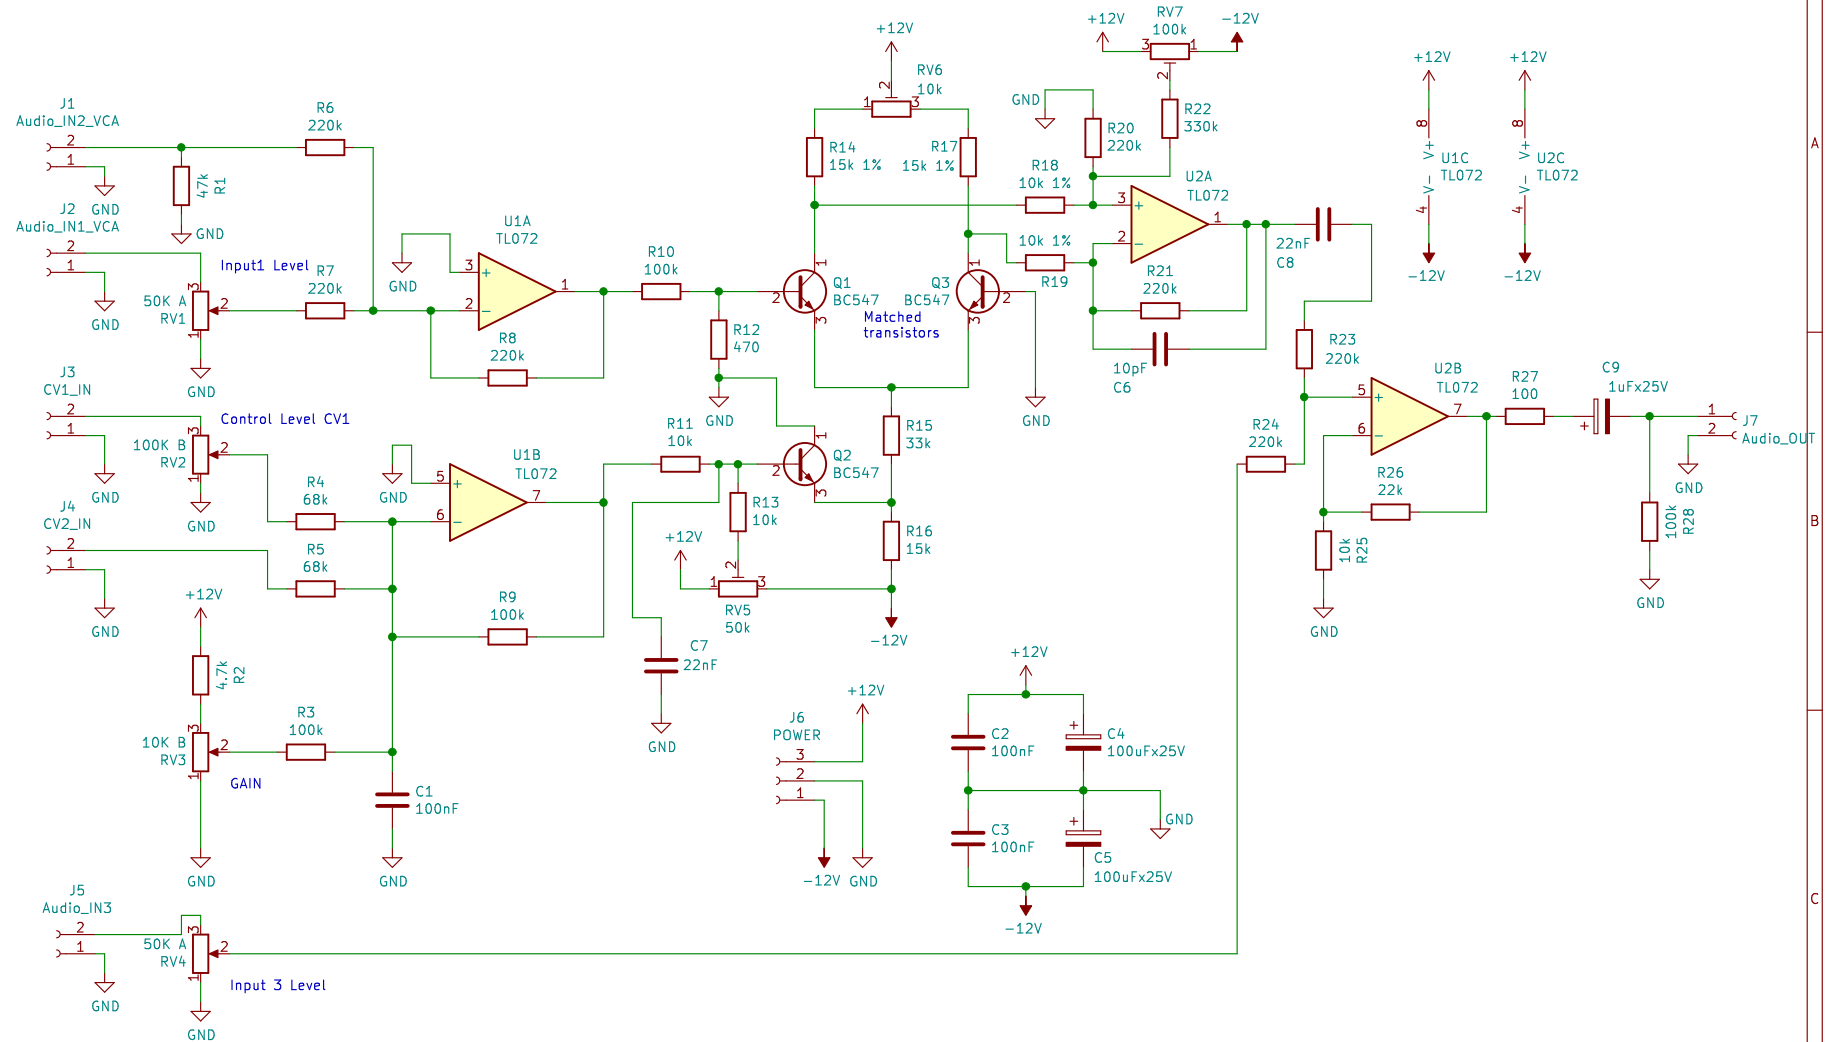 J1
Audio_IN2_VCA
2
1
GND
47k
R1
GND
R6
220k
J2
Audio_IN1_VCA
2
1
GND
Input1 Level
50K A
RV1
3
2
1
GND
R7
220k
GND
U1A
TL072
3
+
2
−
1
R8
220k
R10
100k
R12
470
GND
+12V
RV6
10k
2
1
3
R14
15k 1%
R17
15k 1%
Q1
BC547
1
2
3
Q3
BC547
1
2
3
Matched
transistors
GND
+12V
RV7
100k
-12V
3
1
2
GND
R20
220k
R22
330k
R18
10k 1%
10k 1%
R19
U2A
TL072
3
+
2
−
1
R21
220k
10pF
C6
22nF
C8
+12V
8
V+
U1C
TL072
V-
4
-12V
+12V
8
V+
U2C
TL072
V-
4
-12V
J3
CV1_IN
2
1
GND
Control Level CV1
100K B
RV2
3
2
1
GND
J4
CV2_IN
2
1
GND
R4
68k
R5
68k
GND
U1B
TL072
5
+
6
−
7
R9
100k
R11
10k
Q2
BC547
1
2
3
R13
10k
+12V
2
1
3
RV5
50k
R15
33k
R16
15k
-12V
C7
22nF
GND
+12V
4.7k
R2
10K B
RV3
3
2
1
GAIN
GND
R3
100k
C1
100nF
GND
R23
220k
R24
220k
U2B
TL072
5
+
6
−
7
R26
22k
10k
R25
GND
R27
100
C9
1uFx25V
+
1
2
J7
Audio_OUT
GND
100k
R28
GND
J6
POWER
3
2
1
+12V
-12V
GND
+12V
C2
100nF
+
C4
100uFx25V
C3
100nF
+
C5
100uFx25V
GND
-12V
J5
Audio_IN3
2
1
GND
50K A
RV4
3
2
1
Input 3 Level
GND
A
B
C